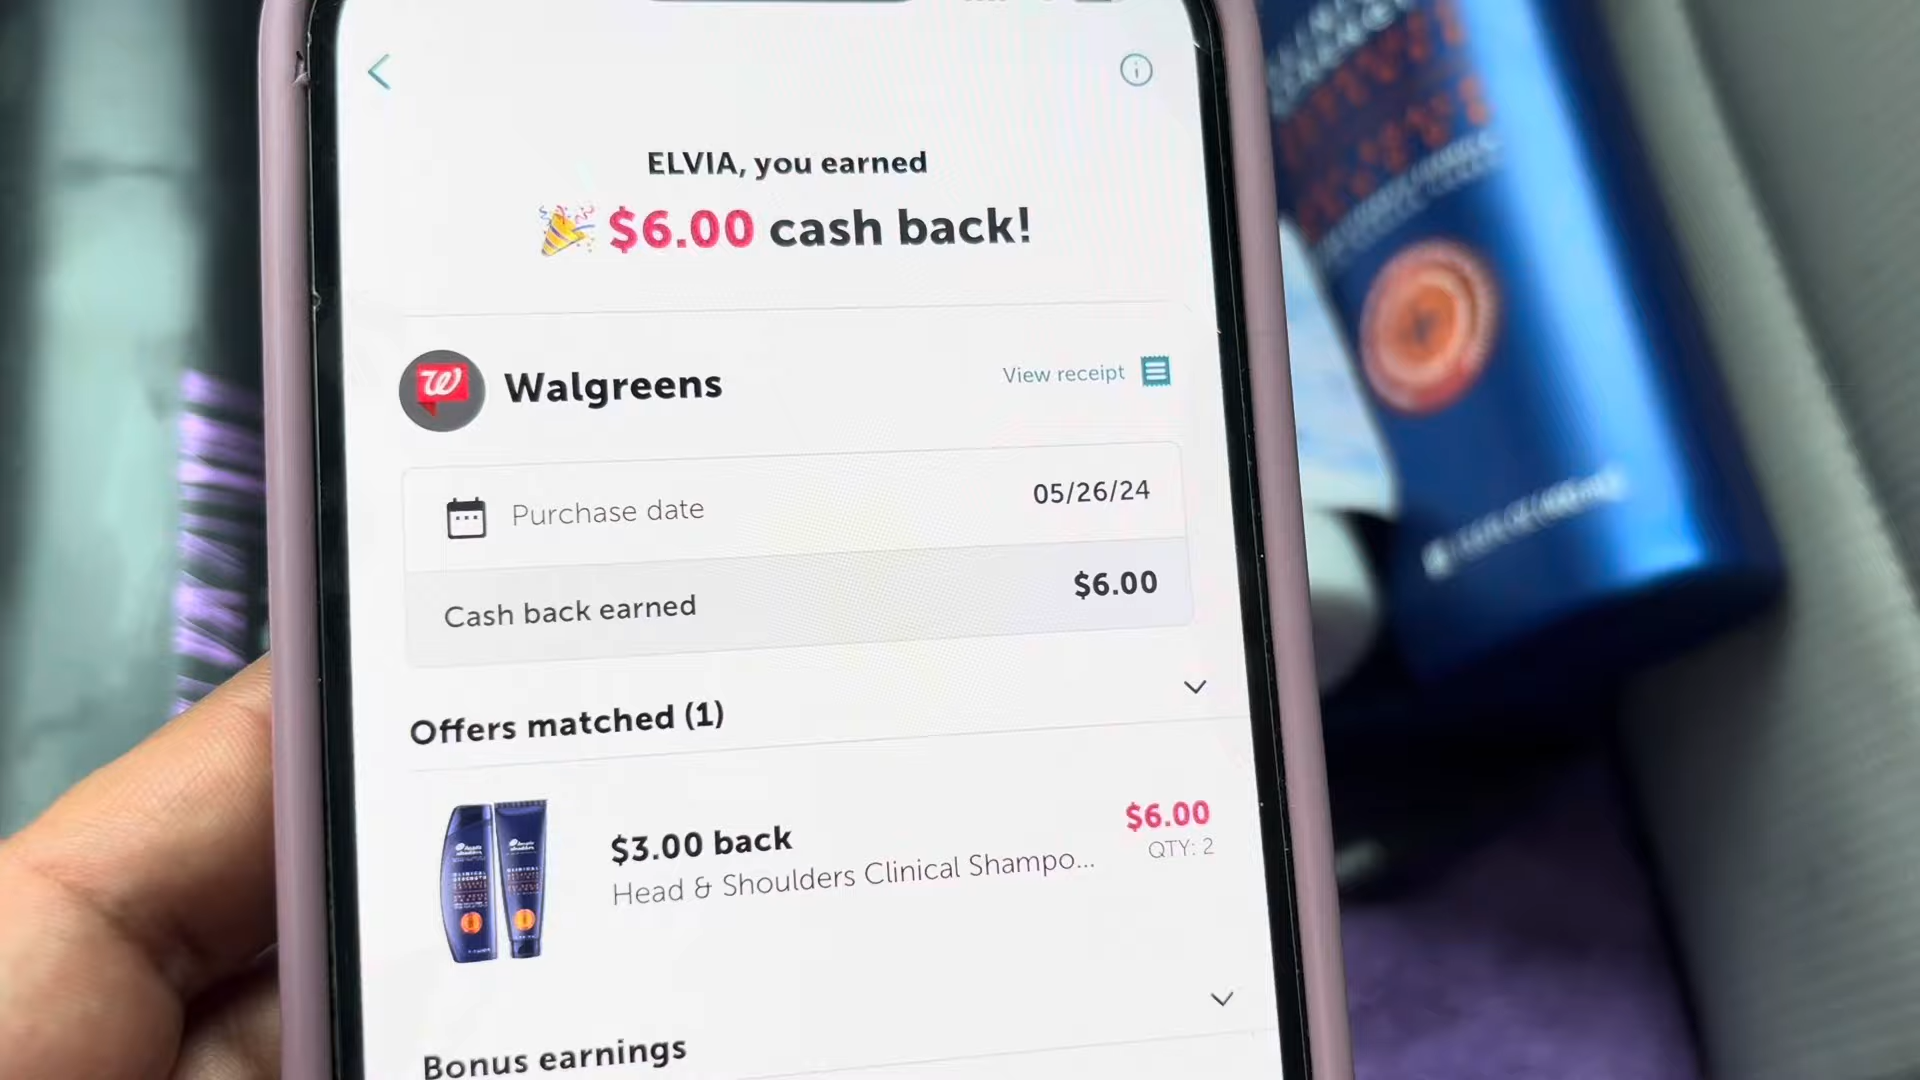 ELVIA, you earned
$6.00 cash back!
Walgreens
View receipt
Purchase date
05/26/24
Cash back earned
$6.00
Offers matched (1)
$3.00 back
$6.00
Head & Shoulders Clinical Shampo...
QTY: 2
Bonus earnings